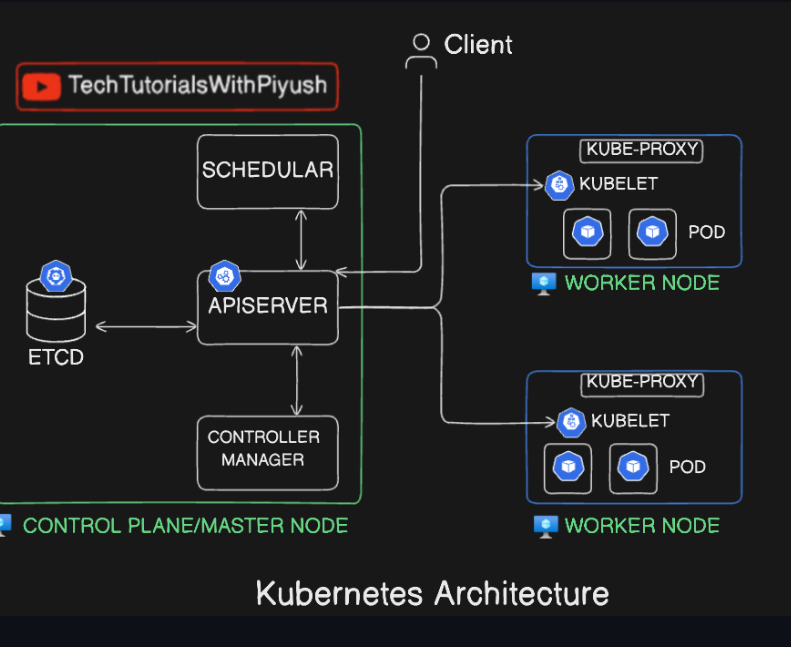 Client
TechTutorialsWithPiyush
SCHEDULAR
APISERVER
ETCD
CONTROLLER
MANAGER
CONTROL PLANE/MASTER NODE
KUBE-PROXY
KUBELET
POD
WORKER NODE
KUBE-PROXY
KUBELET
POD
WORKER NODE
Kubernetes Architecture